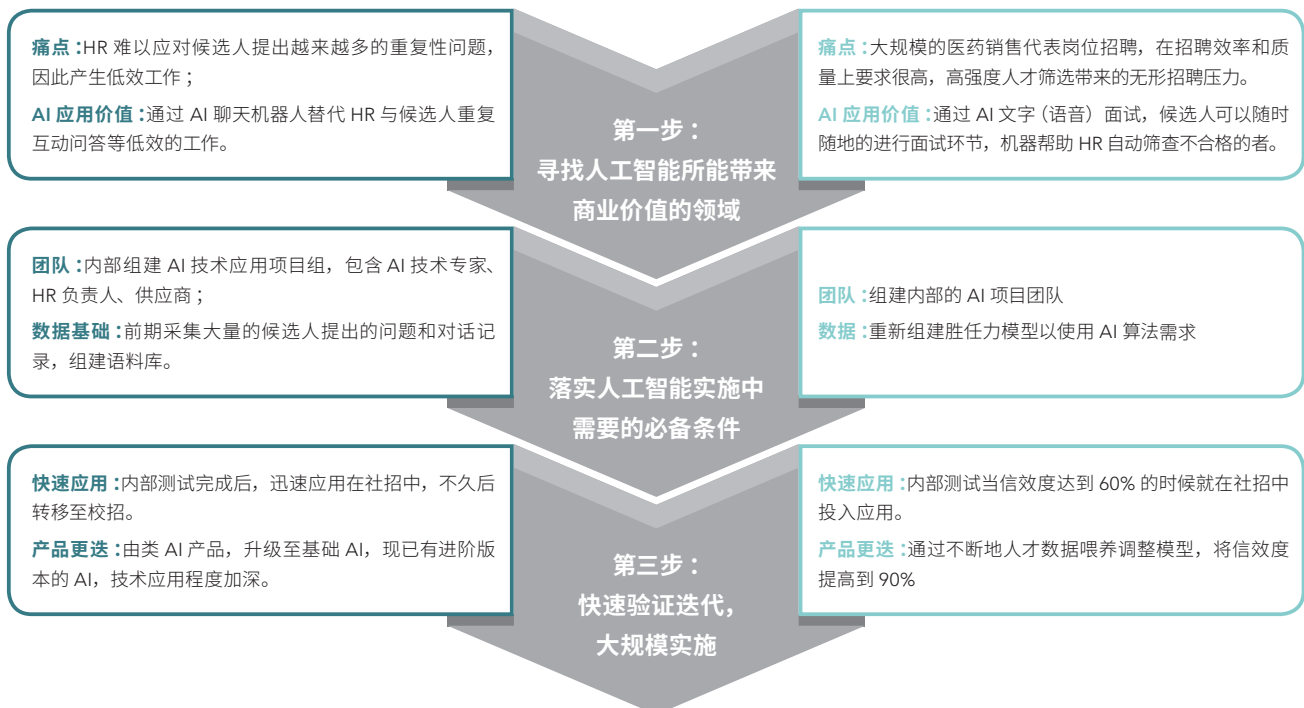 痛点：HR 难以应对候选人提出越来越多的重复性问题，
因此产生低效工作；
AI 应用价值：通过 AI 聊天机器人替代 HR 与候选人重复
互动问答等低效的工作。
第一步：
寻找人工智能所能带来
商业价值的领域
痛点：大规模的医药销售代表岗位招聘，在招聘效率和质
量上要求很高，高强度人才筛选带来的无形招聘压力。
AI 应用价值：通过 AI 文字（语音）面试，候选人可以随时
随地的进行面试环节，机器帮助 HR 自动筛查不合格的者。
团队：内部组建 AI 技术应用项目组，包含 AI 技术专家、
HR 负责人、供应商；
数据基础：前期采集大量的候选人提出的问题和对话记
录，组建语料库。
第二步：
落实人工智能实施中
需要的必备条件
团队：组建内部的 AI 项目团队
数据：重新组建胜任力模型以使用 AI 算法需求
快速应用：内部测试完成后，迅速应用在社招中，不久后
转移至校招。
产品更迭：由类 AI 产品，升级至基础 AI，现已有进阶版
本的 AI，技术应用程度加深。
第三步：
快速验证迭代，
大规模实施
快速应用：内部测试当信效度达到 60% 的时候就在社招中
投入应用。
产品更迭：通过不断地人才数据喂养调整模型，将信效度
提高到 90%